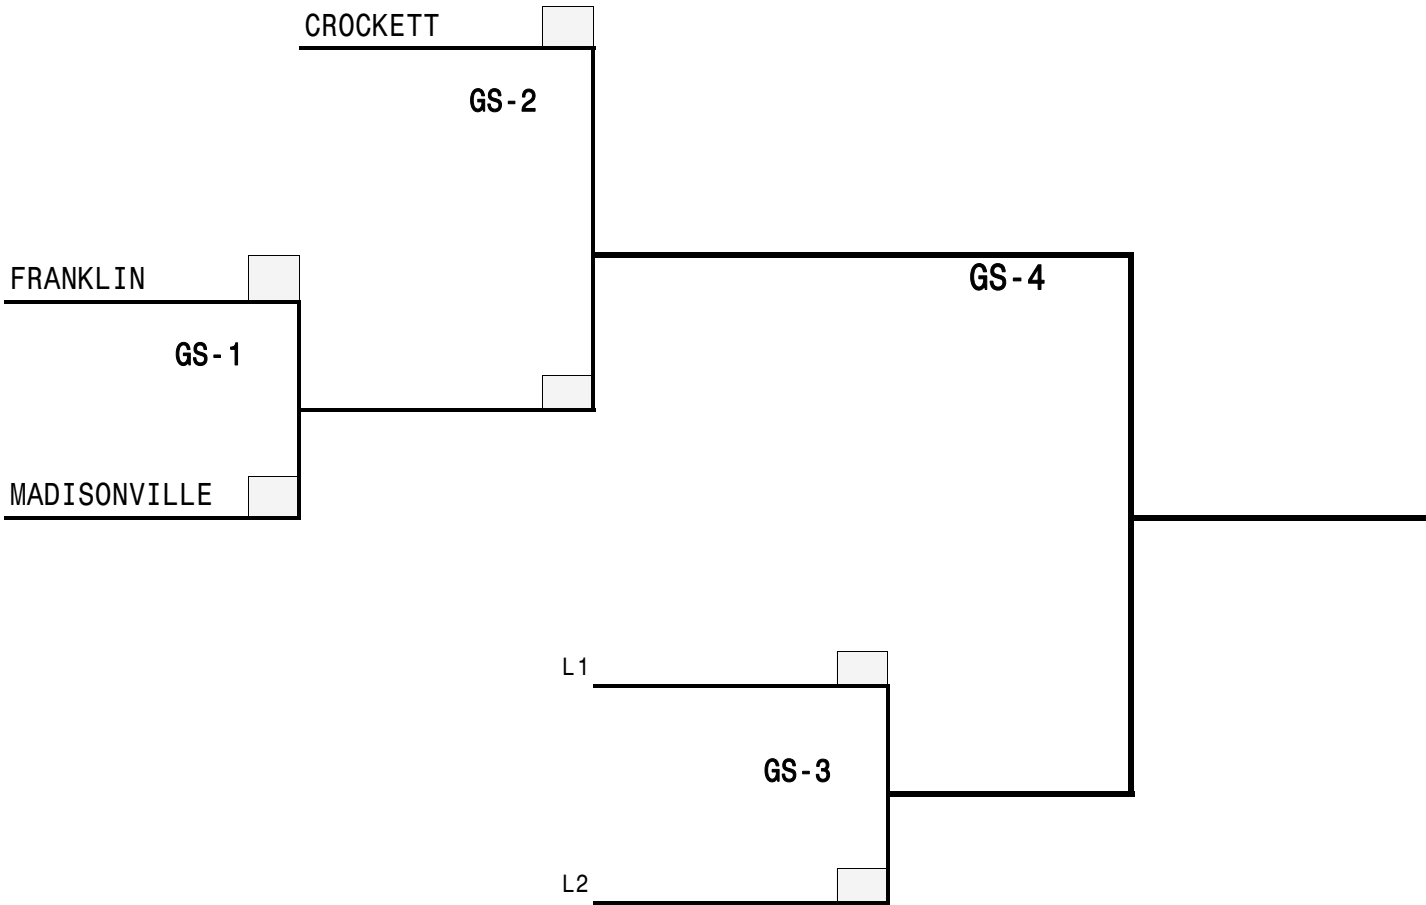 CROCKETT
GS-2
FRANKLIN
GS-4
GS-1
MADISONVILLE
L1
GS-3
L2